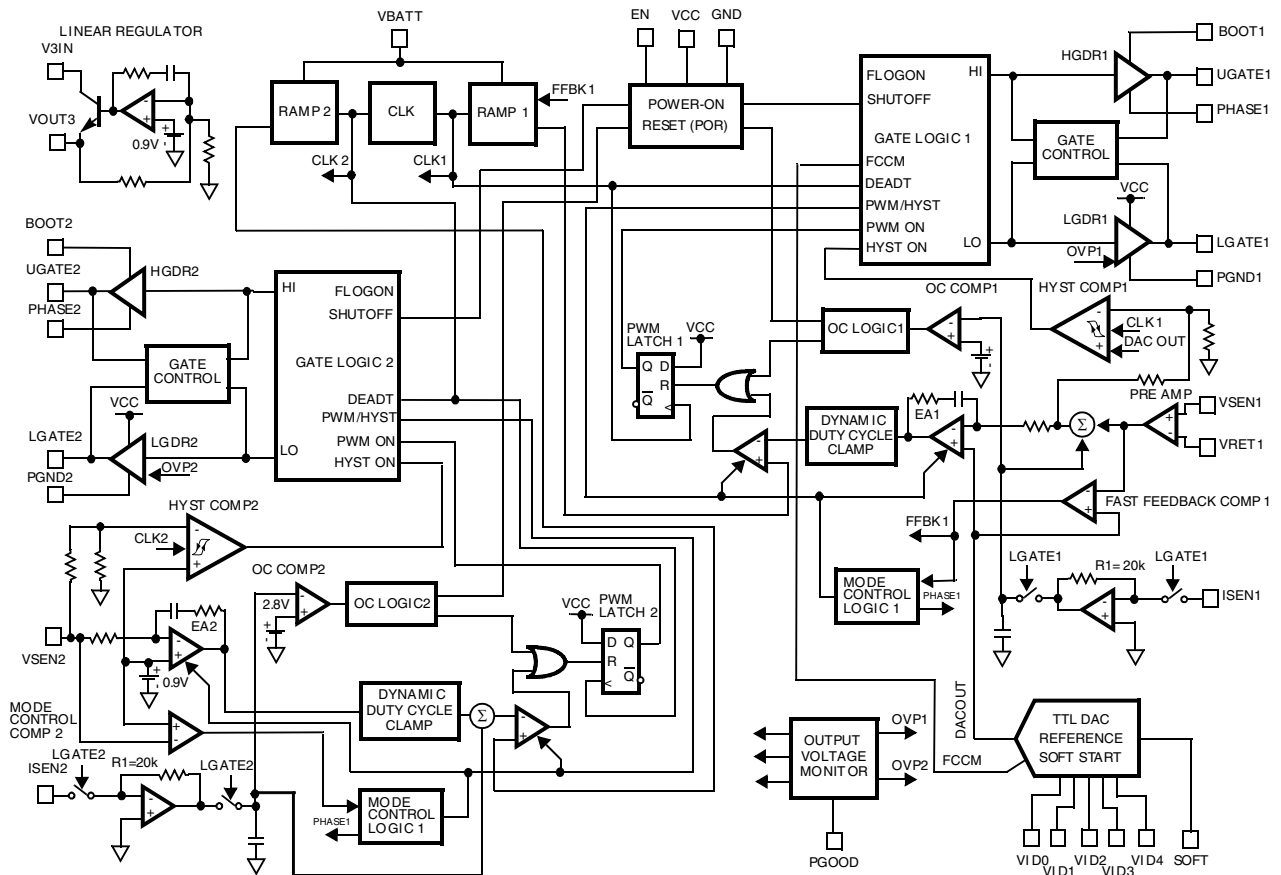 VBATT
EN
VCC
GND
LINEAR REGULATOR
V3IN
VOUT3
0.9V
-
+
+
-
RAMP 2
CLK
RAMP 1
FFBK1
CLK 2
CLK1
POWER-ON
RESET (POR)
FLOGON
SHUTOFF
HI
GATE LOGIC 1
FCCM
DEADT
PWM/HYST
PWM ON
HYST ON
LO
HGDR1
BOOT1
UGATE1
PHASE1
GATE
CONTROL
VCC
LGDR1
OVP1
LGATE1
PGND1
BOOT2
UGATE2
PHASE2
HGDR2
GATE
CONTROL
VCC
LGATE2
LGDR2
PGND2
OVP2
HI
FLOGON
SHUTOFF
GATE LOGIC 2
DEADT
PWM/HYST
PWM ON
HYST ON
LO
PWM
LATCH 1
VCC
Q
D
R
Q
<
OC LOGIC1
OC COMP1
-
+
+
-
HYST COMP1
-
+
CLK1
DAC OUT
PRE AMP
+
-
VSEN1
VRET1
Σ
EA1
-
+
DYNAMIC
DUTY CYCLE
CLAMP
-
+
FAST FEEDBACK COMP 1
-
+
FFBK1
MODE
CONTROL
LOGIC 1
PHASE1
LGATE1
R1= 20k
LGATE1
ISEN1
-
+
HYST COMP2
-
+
CLK2
OC COMP2
2.8V
-
+
+
-
OC LOGIC2
VCC
PWM
LATCH 2
D
Q
R
Q
<
EA2
-
+
VSEN2
+
-
0.9V
DYNAMIC
DUTY CYCLE
CLAMP
Σ
-
+
MODE
CONTROL
COMP 2
+
-
LGATE2
ISEN2
R1=20k
LGATE2
-
+
MODE
CONTROL
LOGIC 1
PHASE1
OUTPUT
VOLTAGE
MONITOR
OVP1
OVP2
PGOOD
DACOUT
FCCM
TTL DAC
REFERENCE
SOFT START
VID0
VID1
VID2
VID3
VID4
SOFT